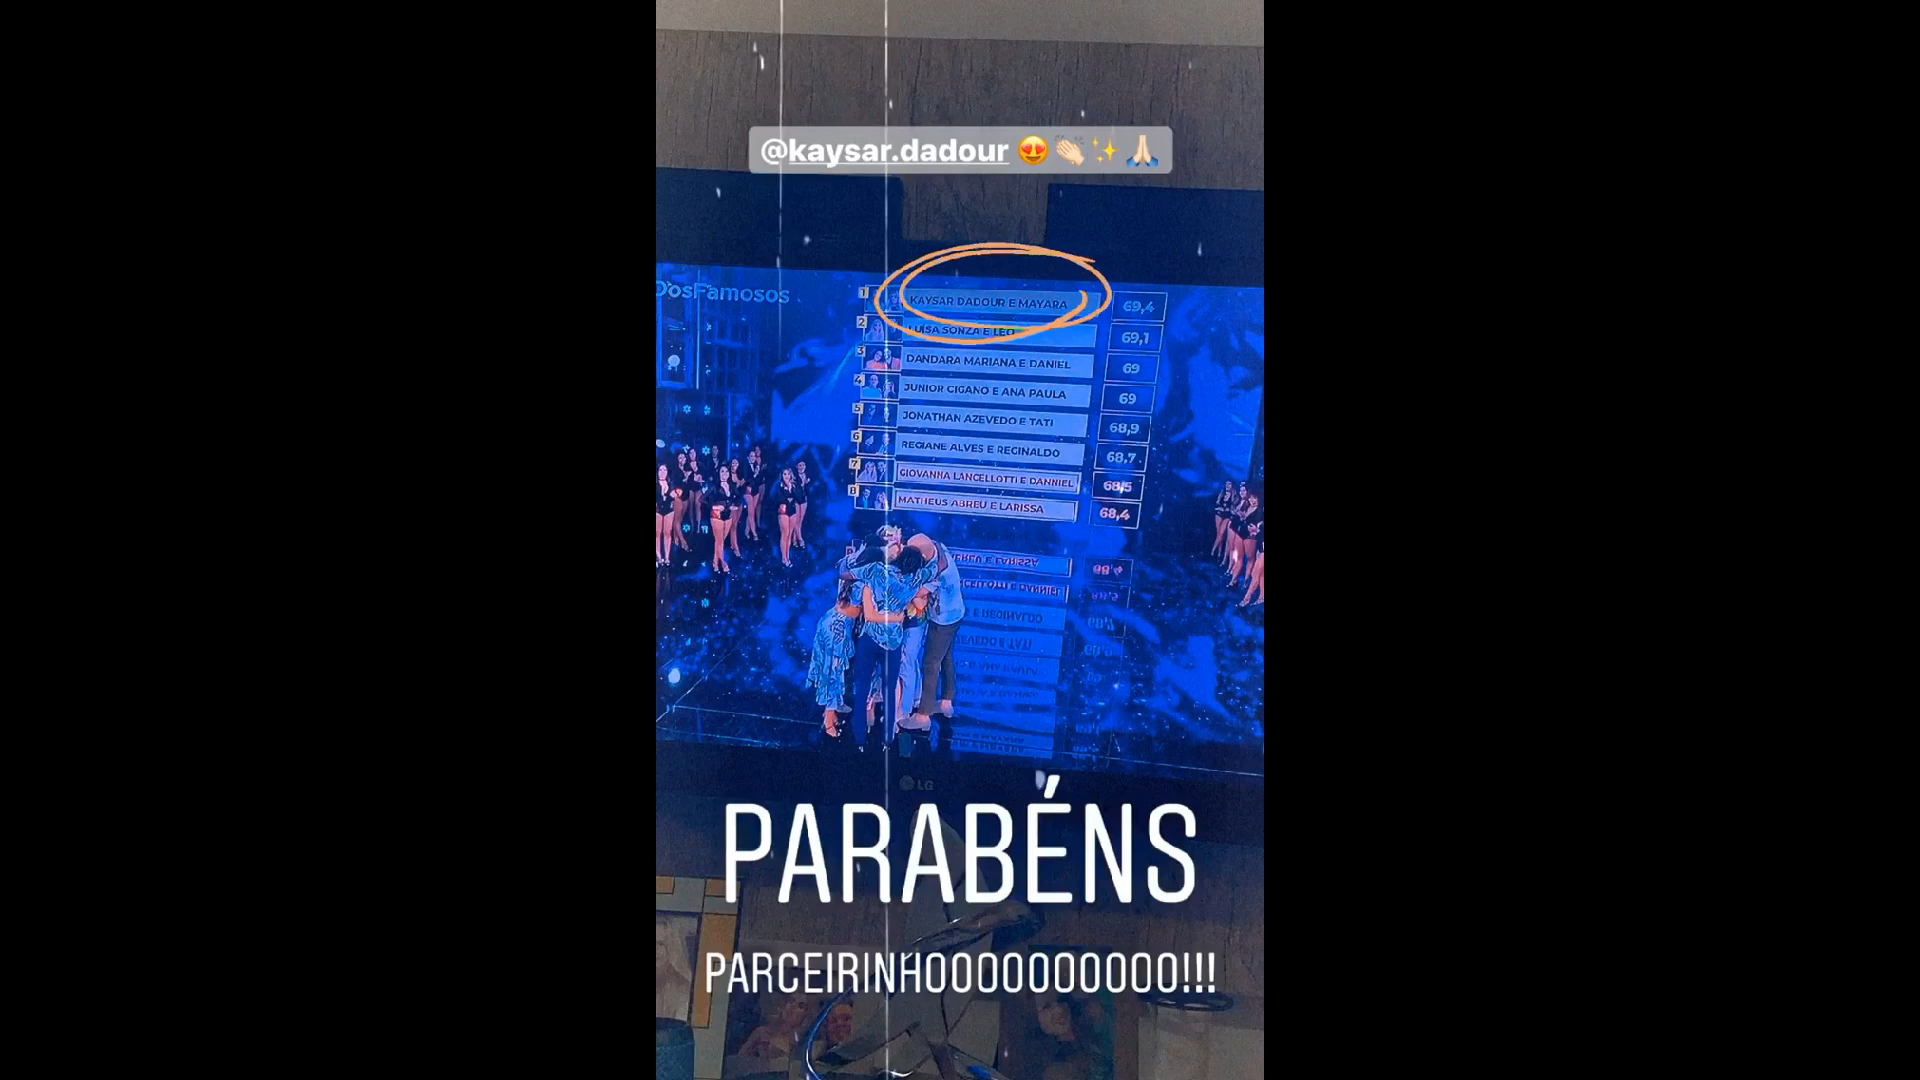 @kaysar.dadour 😍👏🏻✨🙏🏻
DosFamosos
1 KAYSAR DADOUR E MAYARA 69,4
2 LUÍSA SONZA E LÉO 69,1
3 DANDARA MARIANA E DANIEL 69
4 JUNIOR CIGANO E ANA PAULA 69
5 JONATHAN AZEVEDO E TATI 68,9
6 REGIANE ALVES E REGINALDO 68,7
7 GIOVANNA LANCELLOTTI E DANNIEL 68,5
8 MATHEUS ABREU E LARISSA 68,4
LG
PARABÉNS
PARCEIRINHOOOOOOOOOO!!!